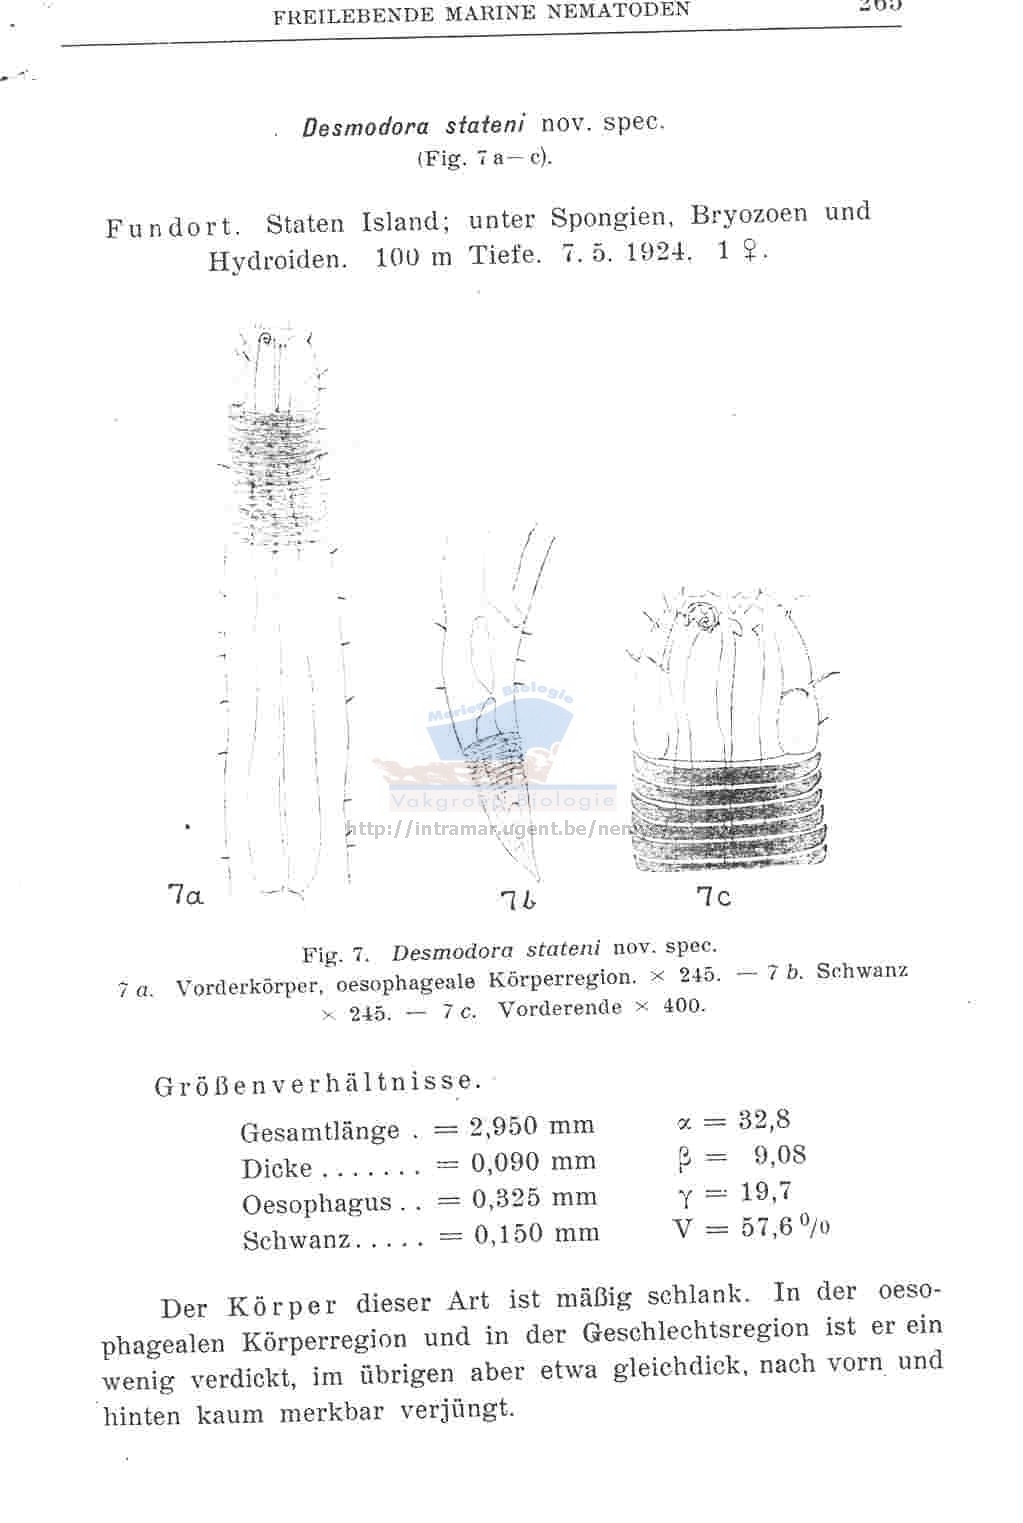 FREILEBENDE MARINE NEMATODEN 265
Desmodora stateni nov. spec.
(Fig. 7 a—c).
Fundort. Staten Island; unter Spongien, Bryozoen und
Hydroiden. 100 m Tiefe. 7. 5. 1924. 1 ♀.
Mariene Biologie
Vakgroep Biologie
http://intramar.ugent.be/nem
7a
7b
7c
Fig. 7. Desmodora stateni nov. spec.
7 a. Vorderkörper, oesophageale Körperregion. × 245. — 7 b. Schwanz
× 245. — 7 c. Vorderende × 400.
Größenverhältnisse.
Gesamtlänge . = 2,950 mm α = 32,8
Dicke ....... = 0,090 mm β = 9,08
Oesophagus . . = 0,325 mm γ = 19,7
Schwanz..... = 0,150 mm V = 57,6 %
Der Körper dieser Art ist mäßig schlank. In der oeso-
phagealen Körperregion und in der Geschlechtsregion ist er ein
wenig verdickt, im übrigen aber etwa gleichdick, nach vorn und
hinten kaum merkbar verjüngt.